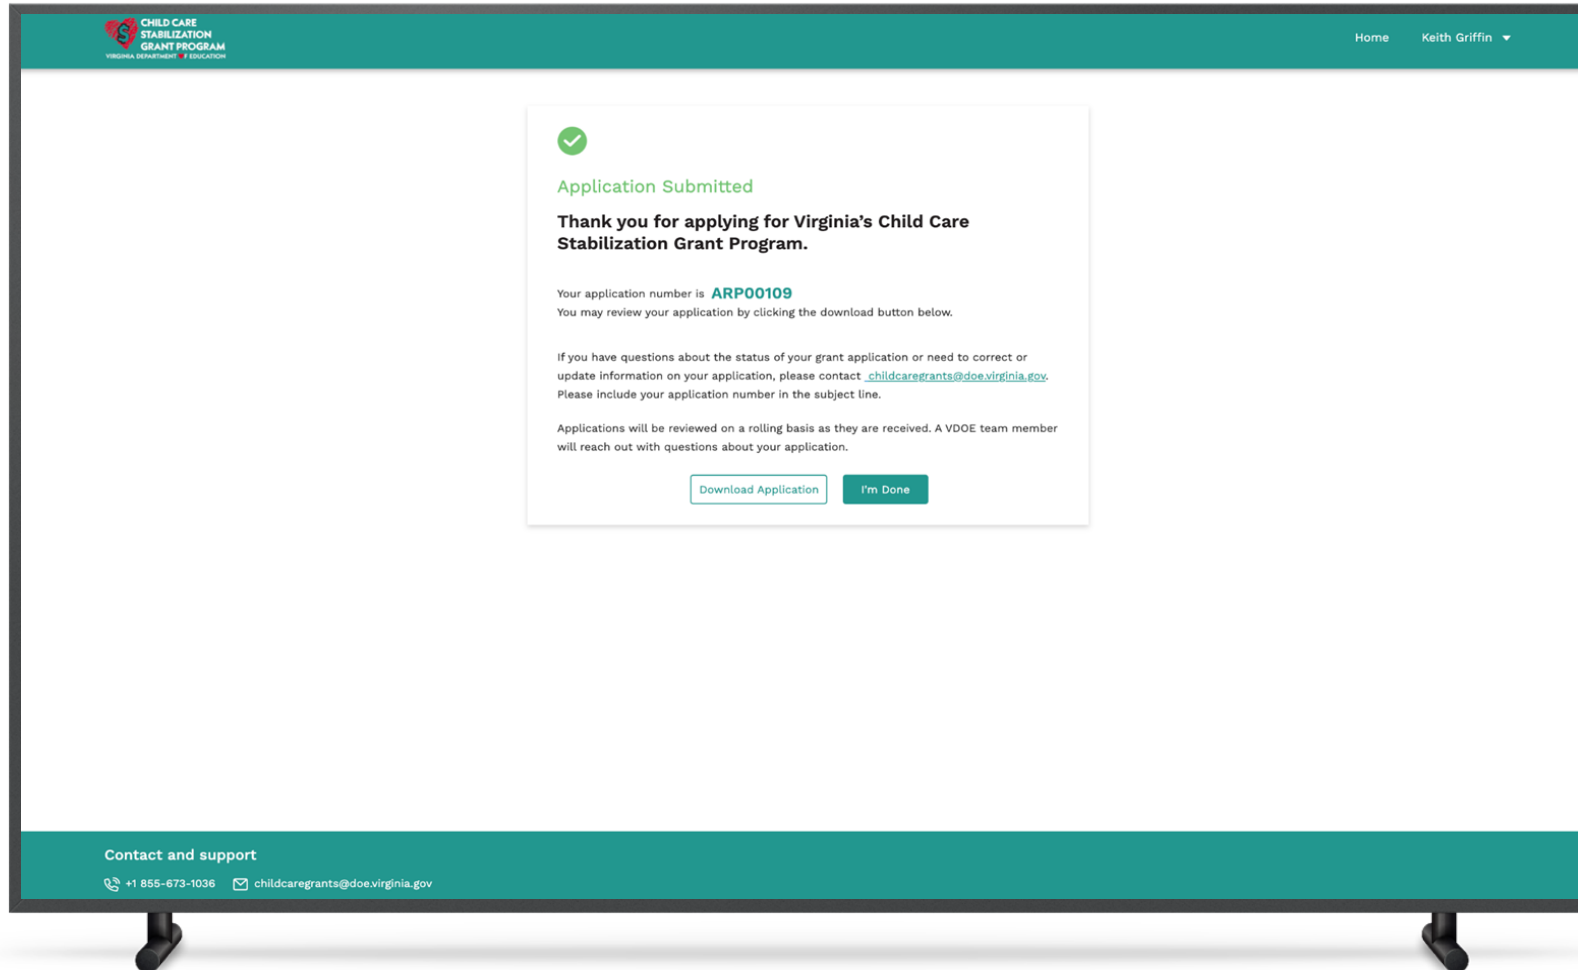 CHILD CARE
STABILIZATION
GRANT PROGRAM
VIRGINIA DEPARTMENT OF EDUCATION
Home
Keith Griffin
Application Submitted
Thank you for applying for Virginia’s Child Care
Stabilization Grant Program.
Your application number is ARP00109
You may review your application by clicking the download button below.
If you have questions about the status of your grant application or need to correct or
update information on your application, please contact childcaregrants@doe.virginia.gov.
Please include your application number in the subject line.
Applications will be reviewed on a rolling basis as they are received. A VDOE team member
will reach out with questions about your application.
Download Application
I'm Done
Contact and support
+1 855-673-1036
childcaregrants@doe.virginia.gov